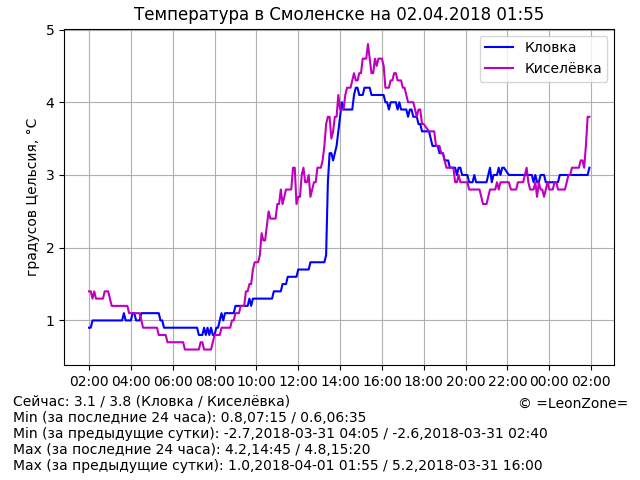 Температура в Смоленске на 02.04.2018 01:55
5
4
3
2
1
градусов Цельсия, °С
Кловка
Киселёвка
02:00 04:00 06:00 08:00 10:00 12:00 14:00 16:00 18:00 20:00 22:00 00:00 02:00
Сейчас: 3.1 / 3.8 (Кловка / Киселёвка)
© =LeonZone=
Min (за последние 24 часа): 0.8,07:15 / 0.6,06:35
Min (за предыдущие сутки): -2.7,2018-03-31 04:05 / -2.6,2018-03-31 02:40
Max (за последние 24 часа): 4.2,14:45 / 4.8,15:20
Max (за предыдущие сутки): 1.0,2018-04-01 01:55 / 5.2,2018-03-31 16:00